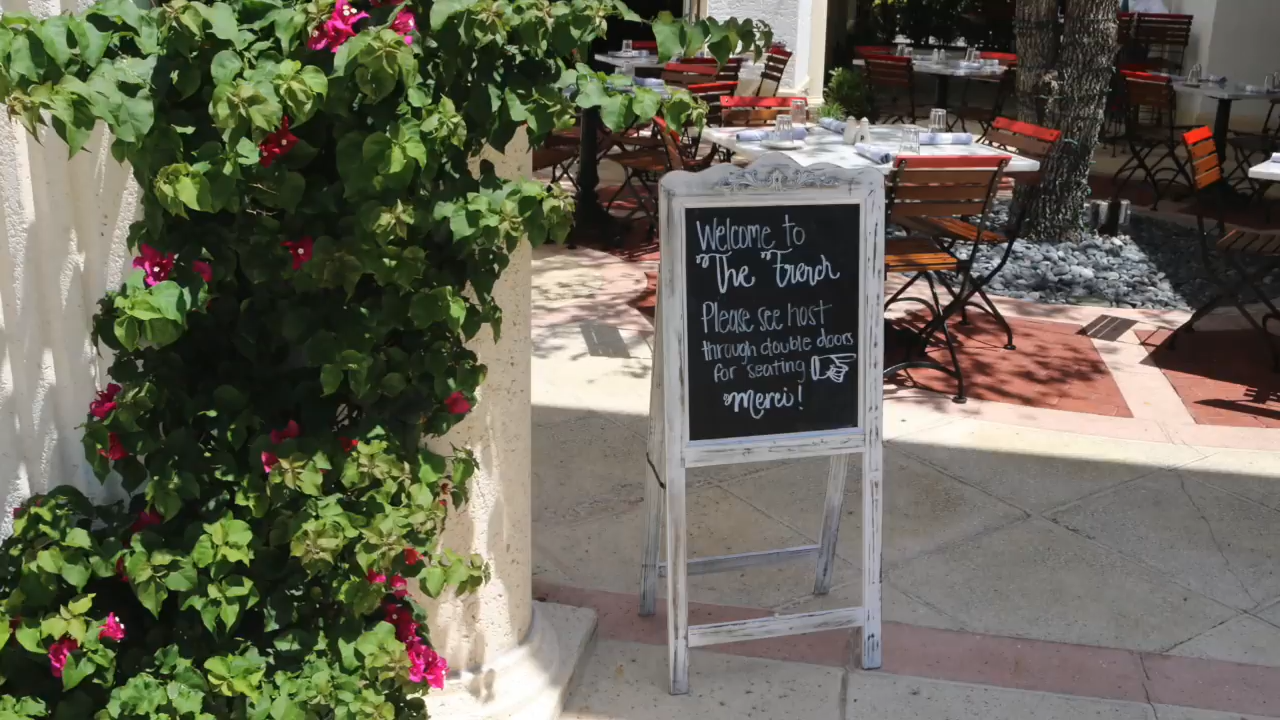 Welcome to
The French
Please see host
through double doors
for seating
Merci!